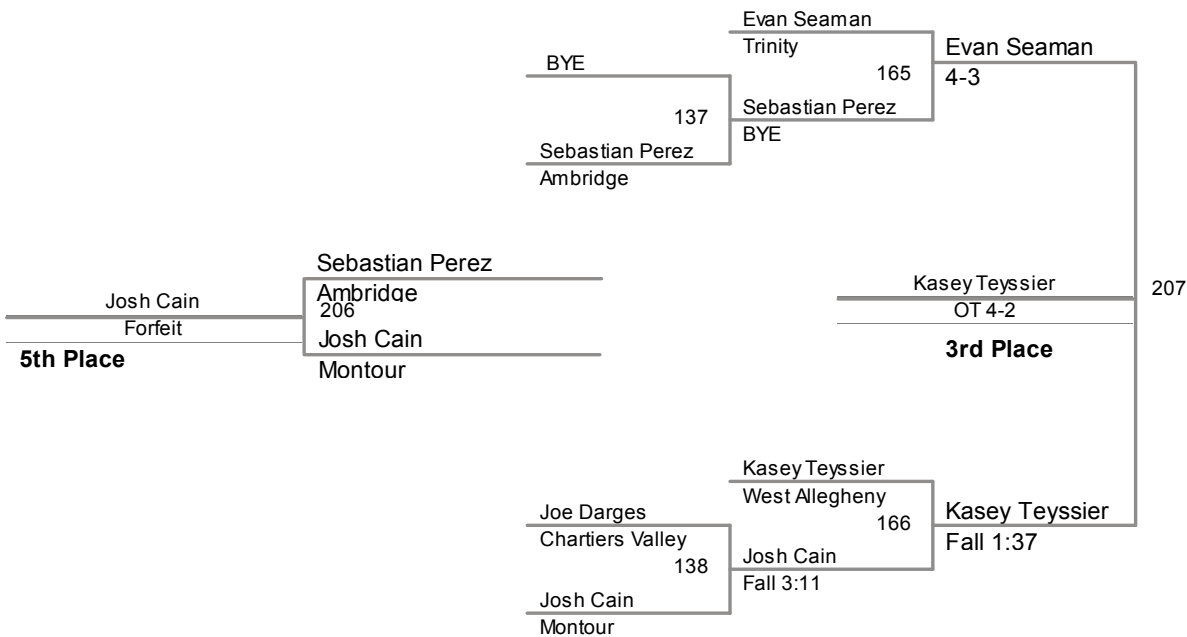 Evan Seaman
Trinity
165
Evan Seaman
4-3
BYE
137
Sebastian Perez
BYE
Sebastian Perez
Ambridge
Sebastian Perez
Ambridge
206
Josh Cain
Montour
Josh Cain
Forfeit
5th Place
Kasey Teyssier
OT 4-2
207
3rd Place
Kasey Teyssier
West Allegheny
166
Kasey Teyssier
Fall 1:37
Joe Darges
Chartiers Valley
138
Josh Cain
Fall 3:11
Josh Cain
Montour